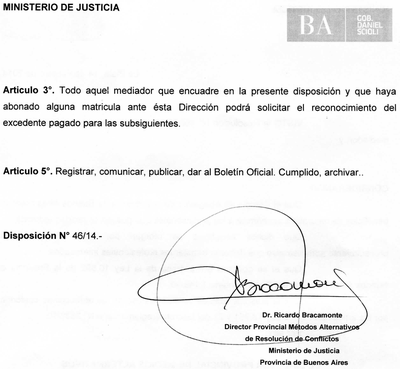 MINISTERIO DE JUSTICIA
BA
GOB.
DANIEL
SCIOLI
Artículo 3°. Todo aquel mediador que encuadre en la presente disposición y que haya
abonado alguna matricula ante ésta Dirección podrá solicitar el reconocimiento del
excedente pagado para las subsiguientes.
Artículo 5°. Registrar, comunicar, publicar, dar al Boletín Oficial. Cumplido, archivar..
Disposición N° 46/14.-
Bracamonte
Dr. Ricardo Bracamonte
Director Provincial Métodos Alternativos
de Resolución de Conflictos
Ministerio de Justicia
Provincia de Buenos Aires